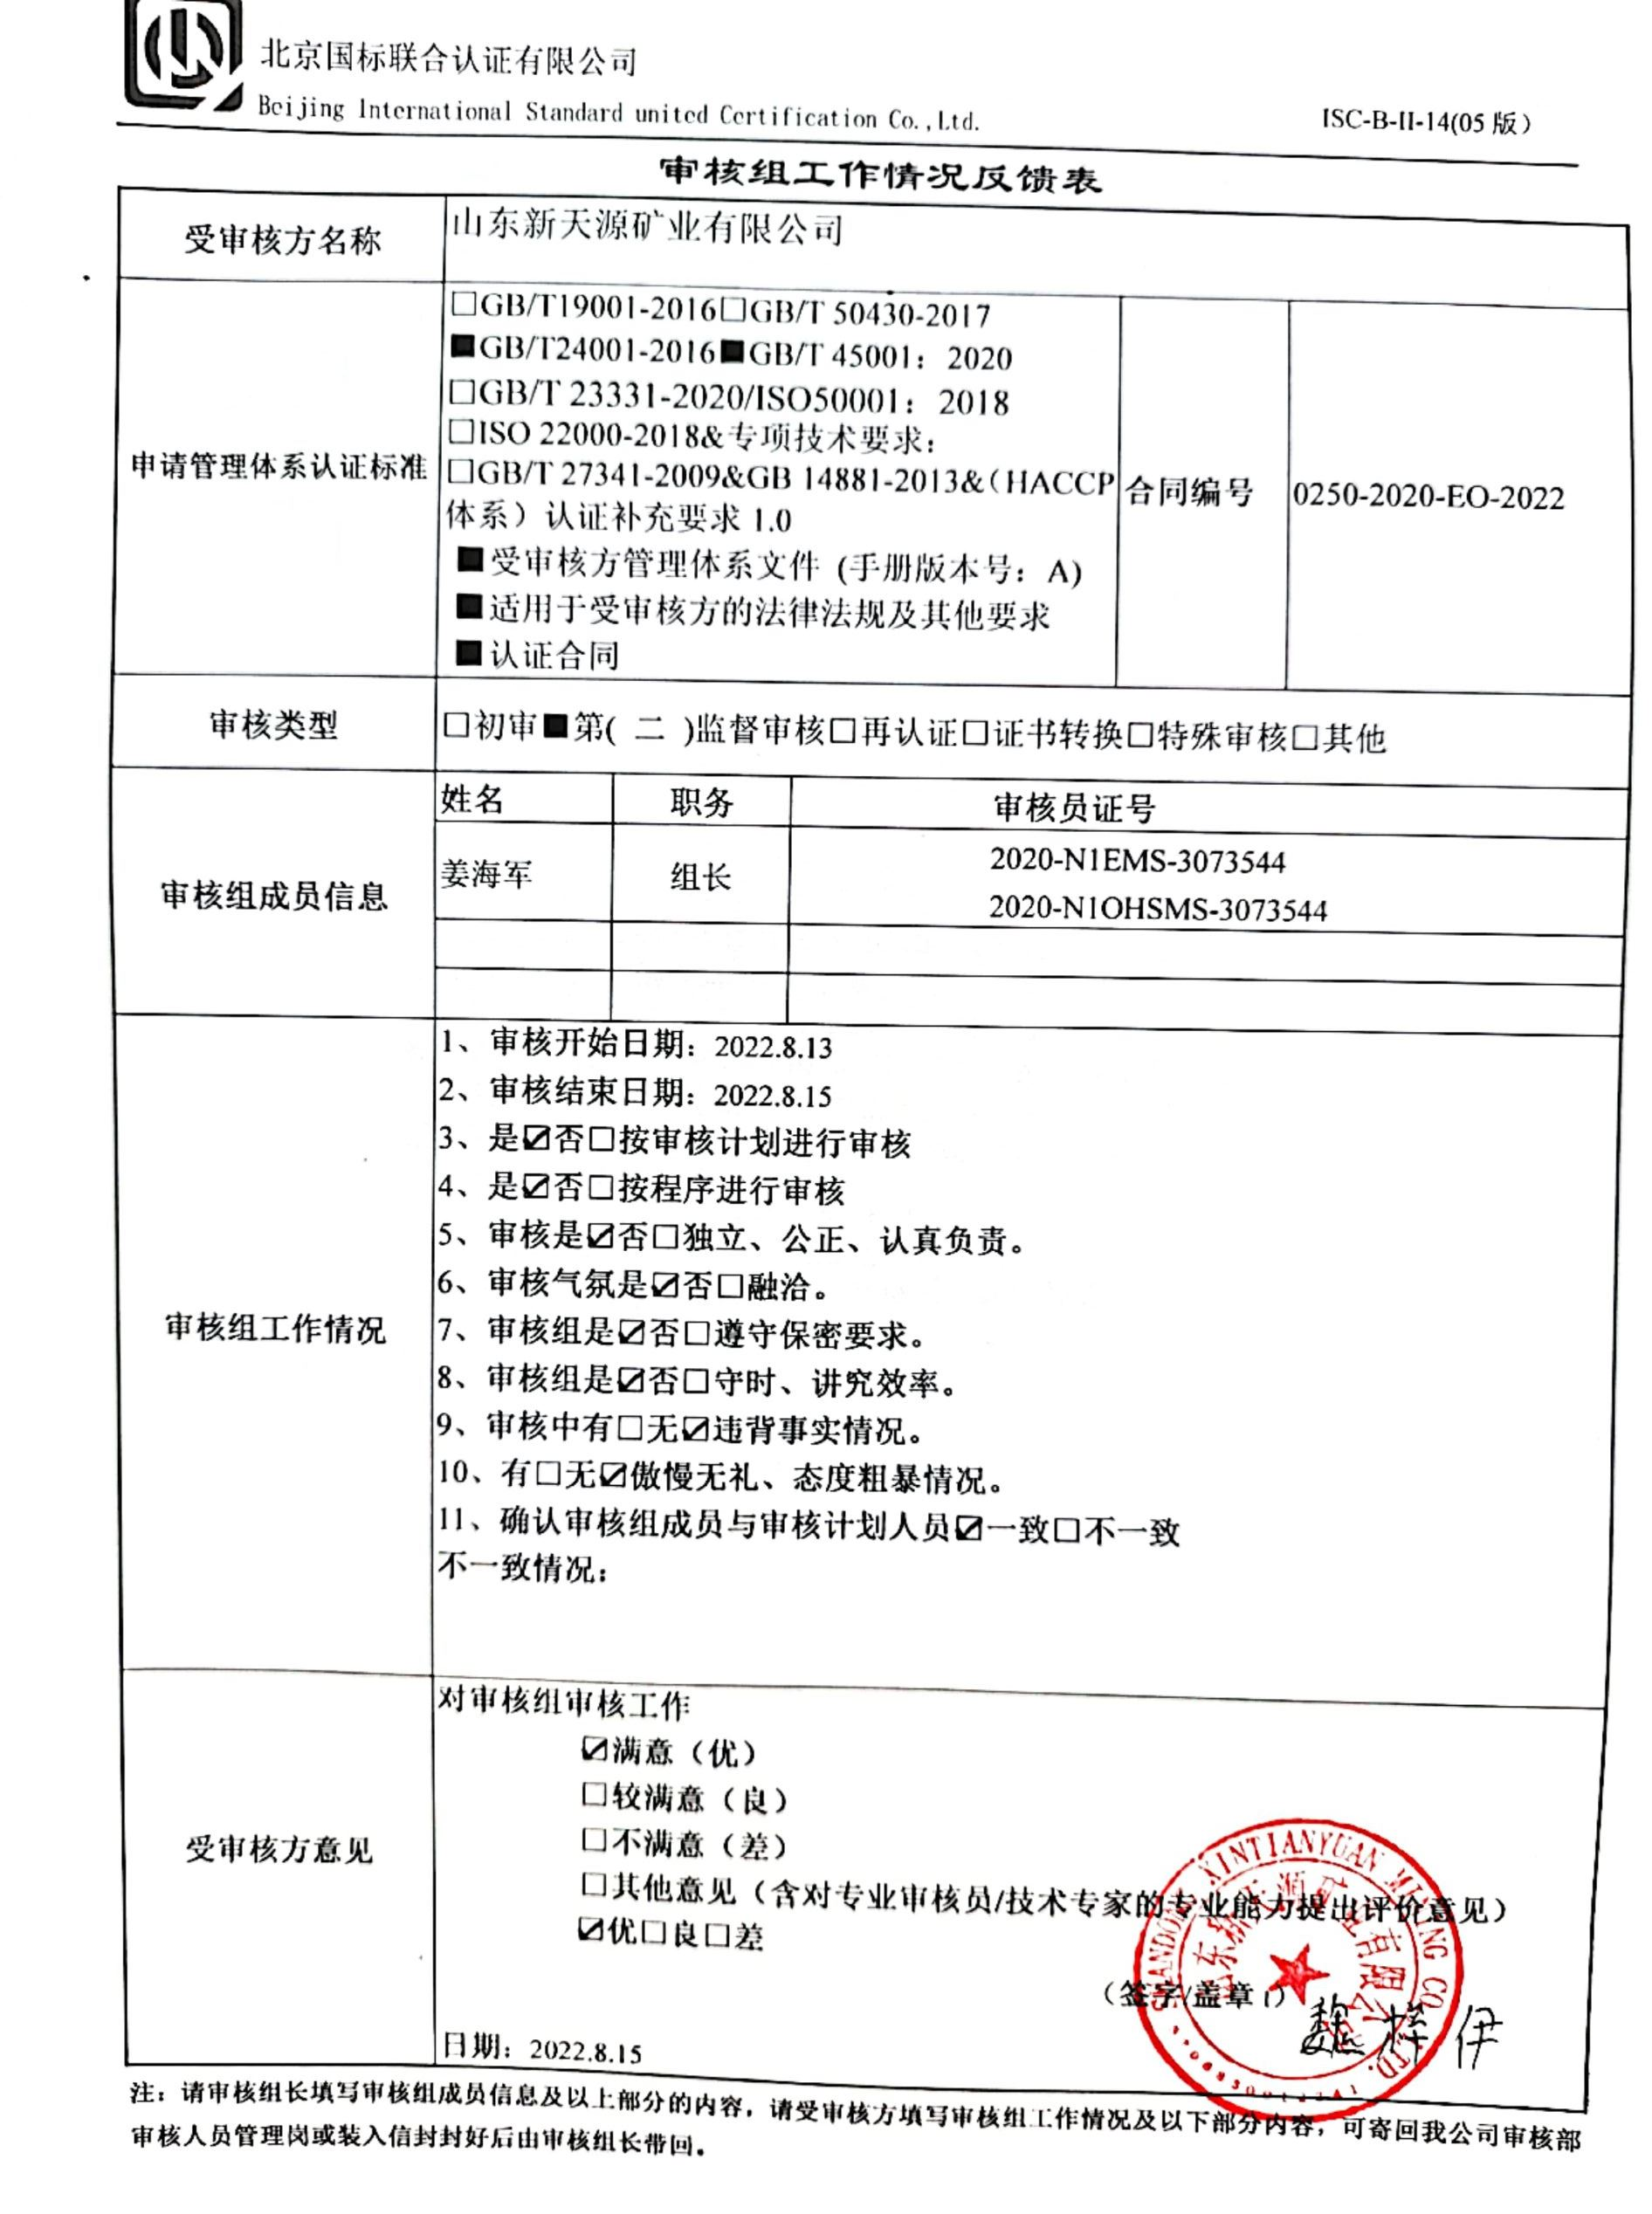 北京国标联合认证有限公司
Beijing International Standard united Certification Co.,Ltd.
ISC-B-II-14(05 版)
审核组工作情况反馈表
受审核方名称
山东新天源矿业有限公司
申请管理体系认证标准
□GB/T19001-2016□GB/T 50430-2017
■GB/T24001-2016■GB/T 45001：2020
□GB/T 23331-2020/ISO50001：2018
□ISO 22000-2018&专项技术要求：
□GB/T 27341-2009&GB 14881-2013&（HACCP
体系）认证补充要求 1.0
■受审核方管理体系文件 (手册版本号：A)
■适用于受审核方的法律法规及其他要求
■认证合同
合同编号
0250-2020-EO-2022
审核类型
□初审■第( 二 )监督审核□再认证□证书转换□特殊审核□其他
审核组成员信息
姓名 职务 审核员证号
姜海军 组长
2020-N1EMS-3073544
2020-N1OHSMS-3073544
审核组工作情况
1、审核开始日期：2022.8.13
2、审核结束日期：2022.8.15
3、是☑否□按审核计划进行审核
4、是☑否□按程序进行审核
5、审核是☑否□独立、公正、认真负责。
6、审核气氛是☑否□融洽。
7、审核组是☑否□遵守保密要求。
8、审核组是☑否□守时、讲究效率。
9、审核中有□无☑违背事实情况。
10、有□无☑傲慢无礼、态度粗暴情况。
11、确认审核组成员与审核计划人员☑一致□不一致
不一致情况：
受审核方意见
对审核组审核工作
☑满意（优）
□较满意（良）
□不满意（差）
□其他意见（含对专业审核员/技术专家的专业能力提出评价意见）
☑优□良□差
（签字/盖章）
SHANDONG XINTIANYUAN MINING CO.,LTD.
山东新天源矿业有限公司
日期：2022.8.15
注：请审核组长填写审核组成员信息及以上部分的内容，请受审核方填写审核组工作情况及以下部分内容，可寄回我公司审核部
审核人员管理岗或装入信封封好后由审核组长带回。